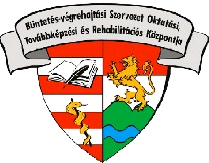 Büntetés-végrehajtási Szervezet Oktatási,
Továbbképzési és Rehabilitációs Központja